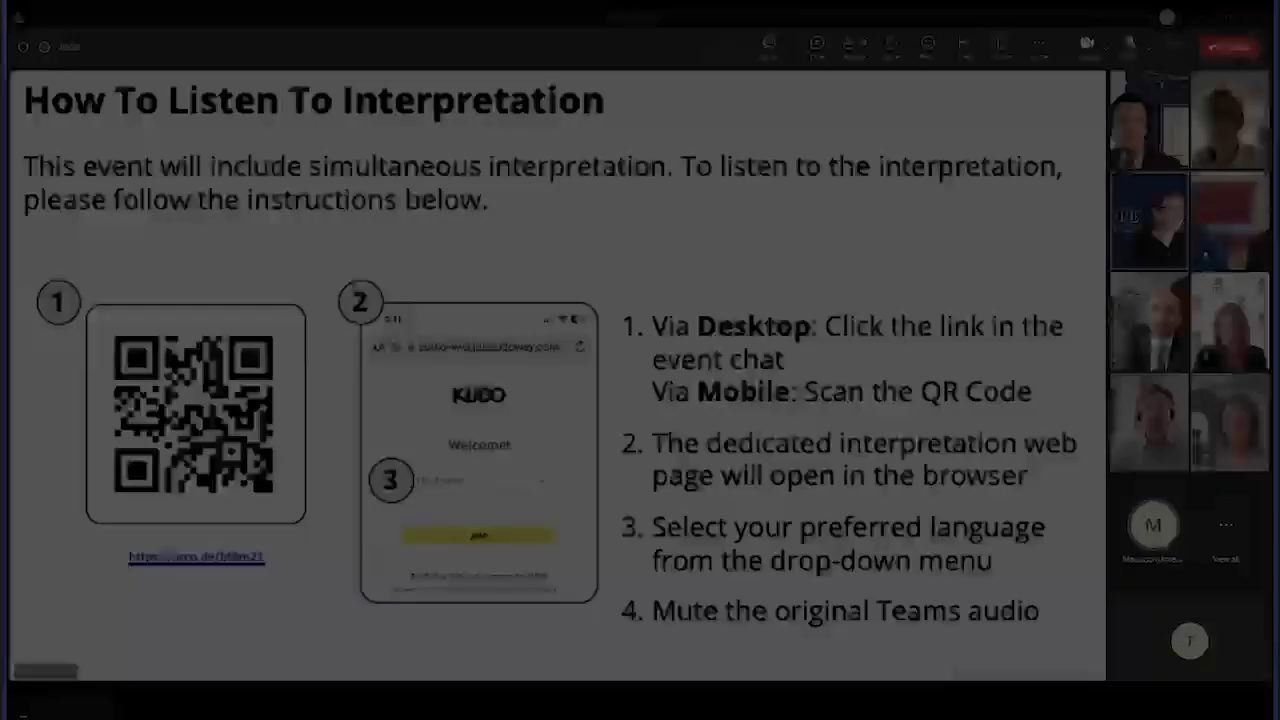 How To Listen To Interpretation
This event will include simultaneous interpretation. To listen to the interpretation,
please follow the instructions below.
1
2
KUDO
Welcome!
3
1. Via Desktop: Click the link in the
event chat
Via Mobile: Scan the QR Code
2. The dedicated interpretation web
page will open in the browser
3. Select your preferred language
from the drop-down menu
4. Mute the original Teams audio
M
View all
T